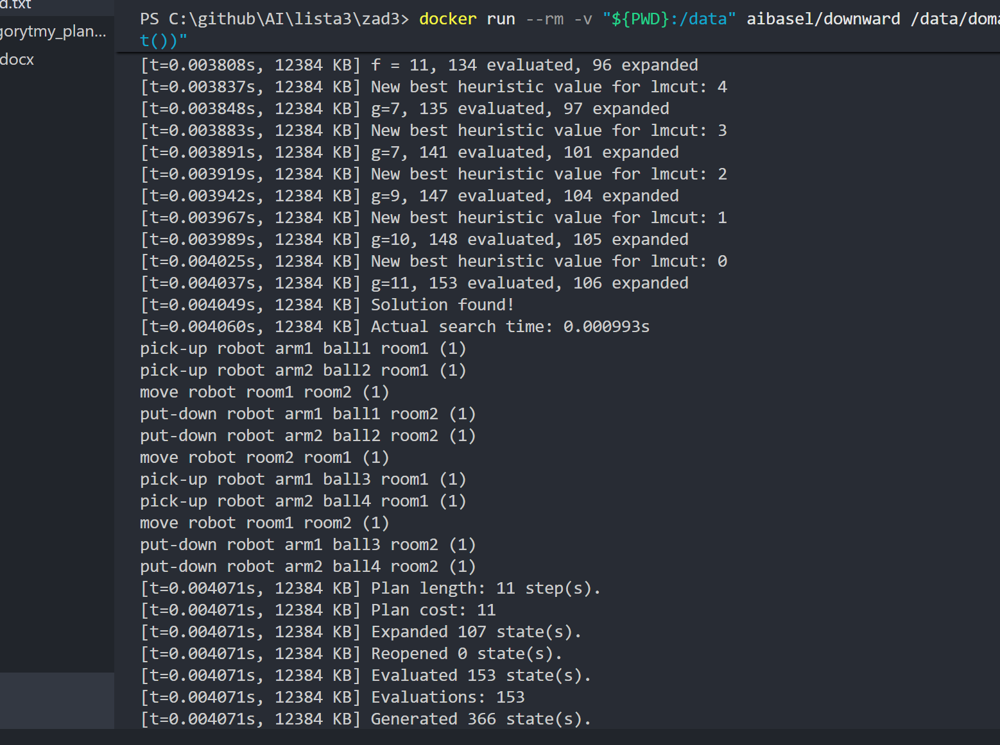 d.txt
gorytmy_plan...
docx
PS C:\github\AI\lista3\zad3> docker run --rm -v "${PWD}:/data" aibasel/downward /data/doma
t())"
[t=0.003808s, 12384 KB] f = 11, 134 evaluated, 96 expanded
[t=0.003837s, 12384 KB] New best heuristic value for lmcut: 4
[t=0.003848s, 12384 KB] g=7, 135 evaluated, 97 expanded
[t=0.003883s, 12384 KB] New best heuristic value for lmcut: 3
[t=0.003891s, 12384 KB] g=7, 141 evaluated, 101 expanded
[t=0.003919s, 12384 KB] New best heuristic value for lmcut: 2
[t=0.003942s, 12384 KB] g=9, 147 evaluated, 104 expanded
[t=0.003967s, 12384 KB] New best heuristic value for lmcut: 1
[t=0.003989s, 12384 KB] g=10, 148 evaluated, 105 expanded
[t=0.004025s, 12384 KB] New best heuristic value for lmcut: 0
[t=0.004037s, 12384 KB] g=11, 153 evaluated, 106 expanded
[t=0.004049s, 12384 KB] Solution found!
[t=0.004060s, 12384 KB] Actual search time: 0.000993s
pick-up robot arm1 ball1 room1 (1)
pick-up robot arm2 ball2 room1 (1)
move robot room1 room2 (1)
put-down robot arm1 ball1 room2 (1)
put-down robot arm2 ball2 room2 (1)
move robot room2 room1 (1)
pick-up robot arm1 ball3 room1 (1)
pick-up robot arm2 ball4 room1 (1)
move robot room1 room2 (1)
put-down robot arm1 ball3 room2 (1)
put-down robot arm2 ball4 room2 (1)
[t=0.004071s, 12384 KB] Plan length: 11 step(s).
[t=0.004071s, 12384 KB] Plan cost: 11
[t=0.004071s, 12384 KB] Expanded 107 state(s).
[t=0.004071s, 12384 KB] Reopened 0 state(s).
[t=0.004071s, 12384 KB] Evaluated 153 state(s).
[t=0.004071s, 12384 KB] Evaluations: 153
[t=0.004071s, 12384 KB] Generated 366 state(s).